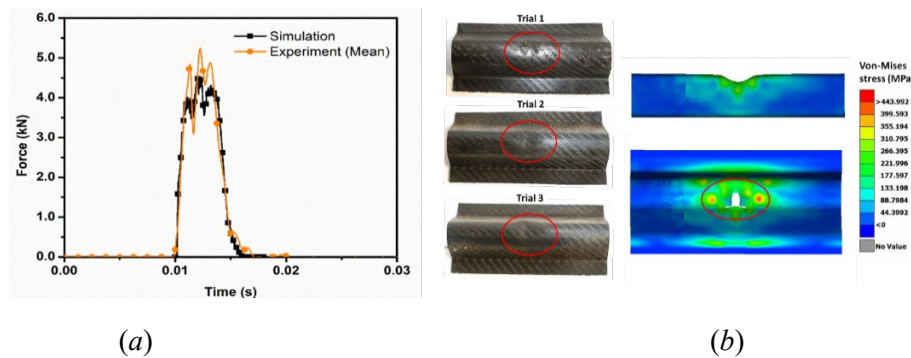 6.0
5.0
4.0
3.0
2.0
1.0
0.0
Force (kN)
Simulation
Experiment (Mean)
0.00
0.01
0.02
0.03
Time (s)
(a)
Trial 1
Trial 2
Trial 3
Von-Mises
stress (MPa
>443.992
399.593
355.194
310.795
266.395
221.996
177.597
133.198
88.7984
44.3992
<0
No Value
(b)